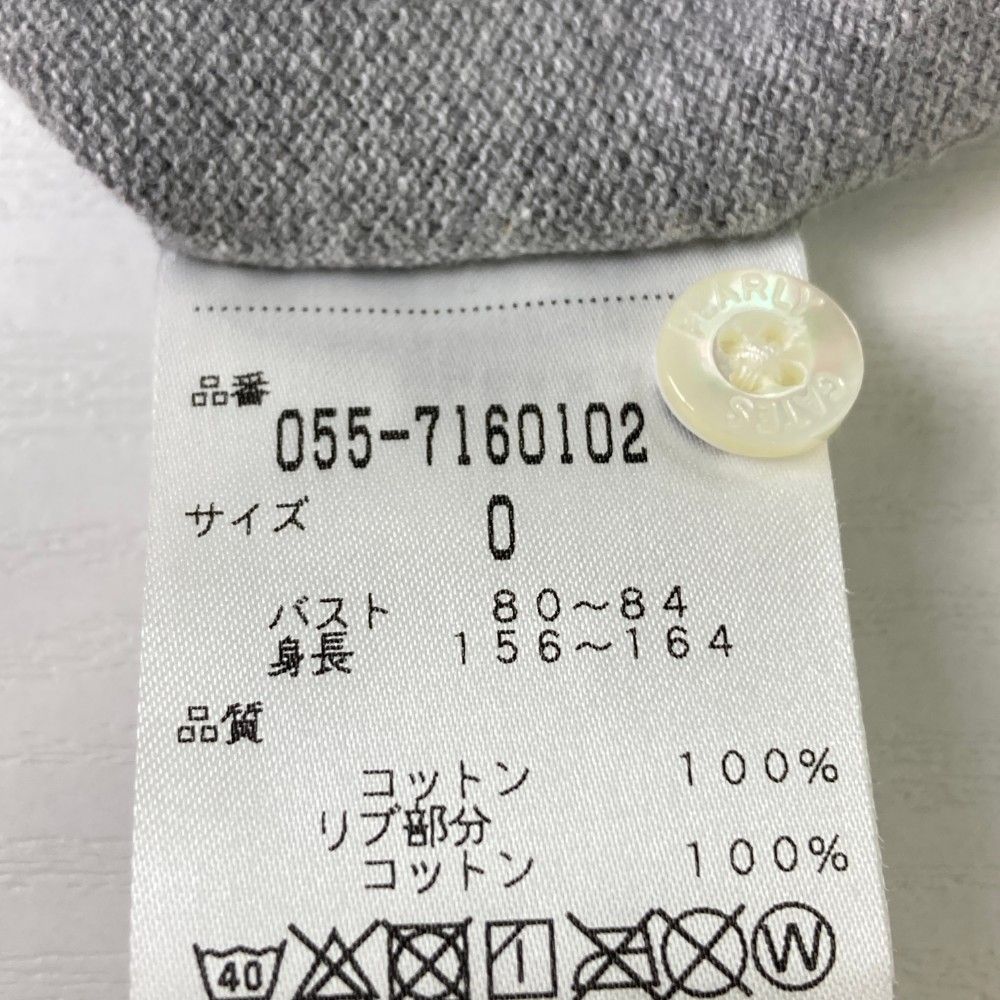 PEARLY
GATES
品番
055-7160102
サイズ 0
バスト 80～84
身長 156～164
品質
コットン 100%
リブ部分
コットン 100%
40
W